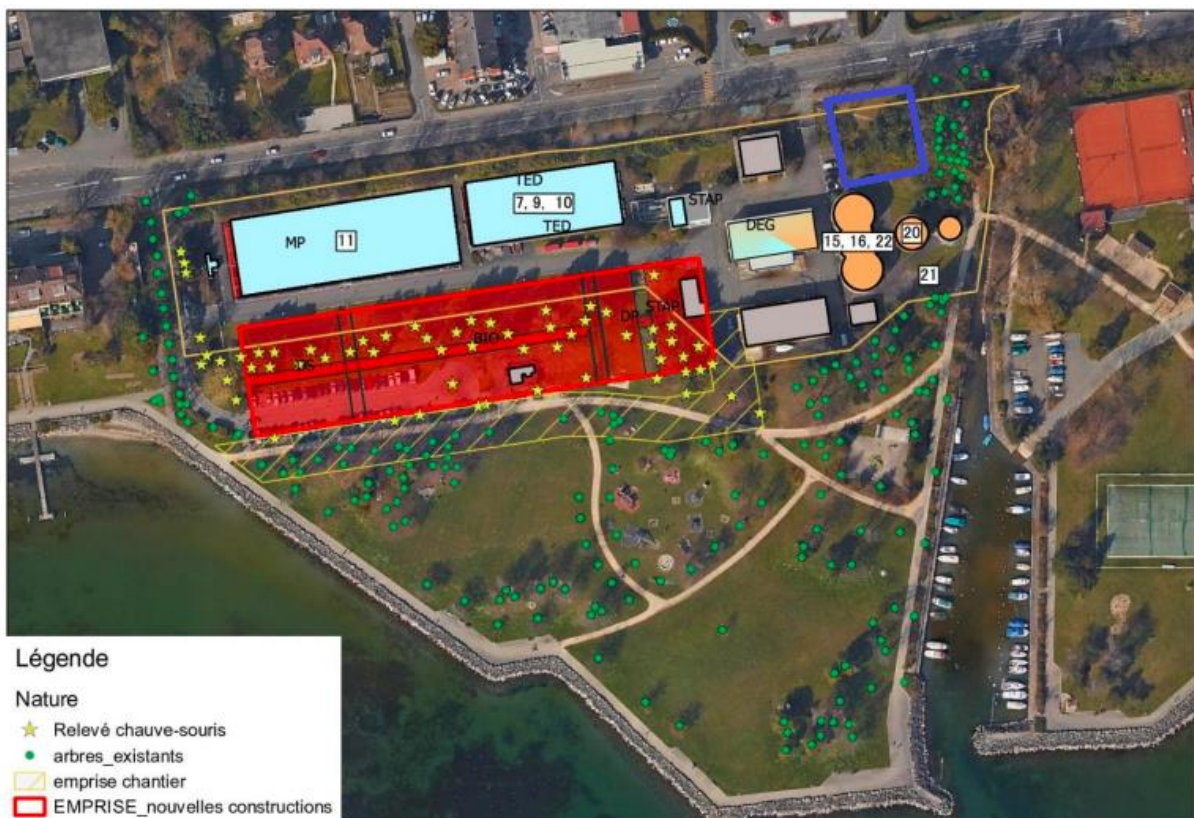 TED
7, 9, 10
TED
STAP
MP
11
DEG
15, 16, 22
20
21
DP
STAP
BIO
Légende
Nature
Relevé chauve-souris
arbres_existants
emprise chantier
EMPRISE_nouvelles constructions